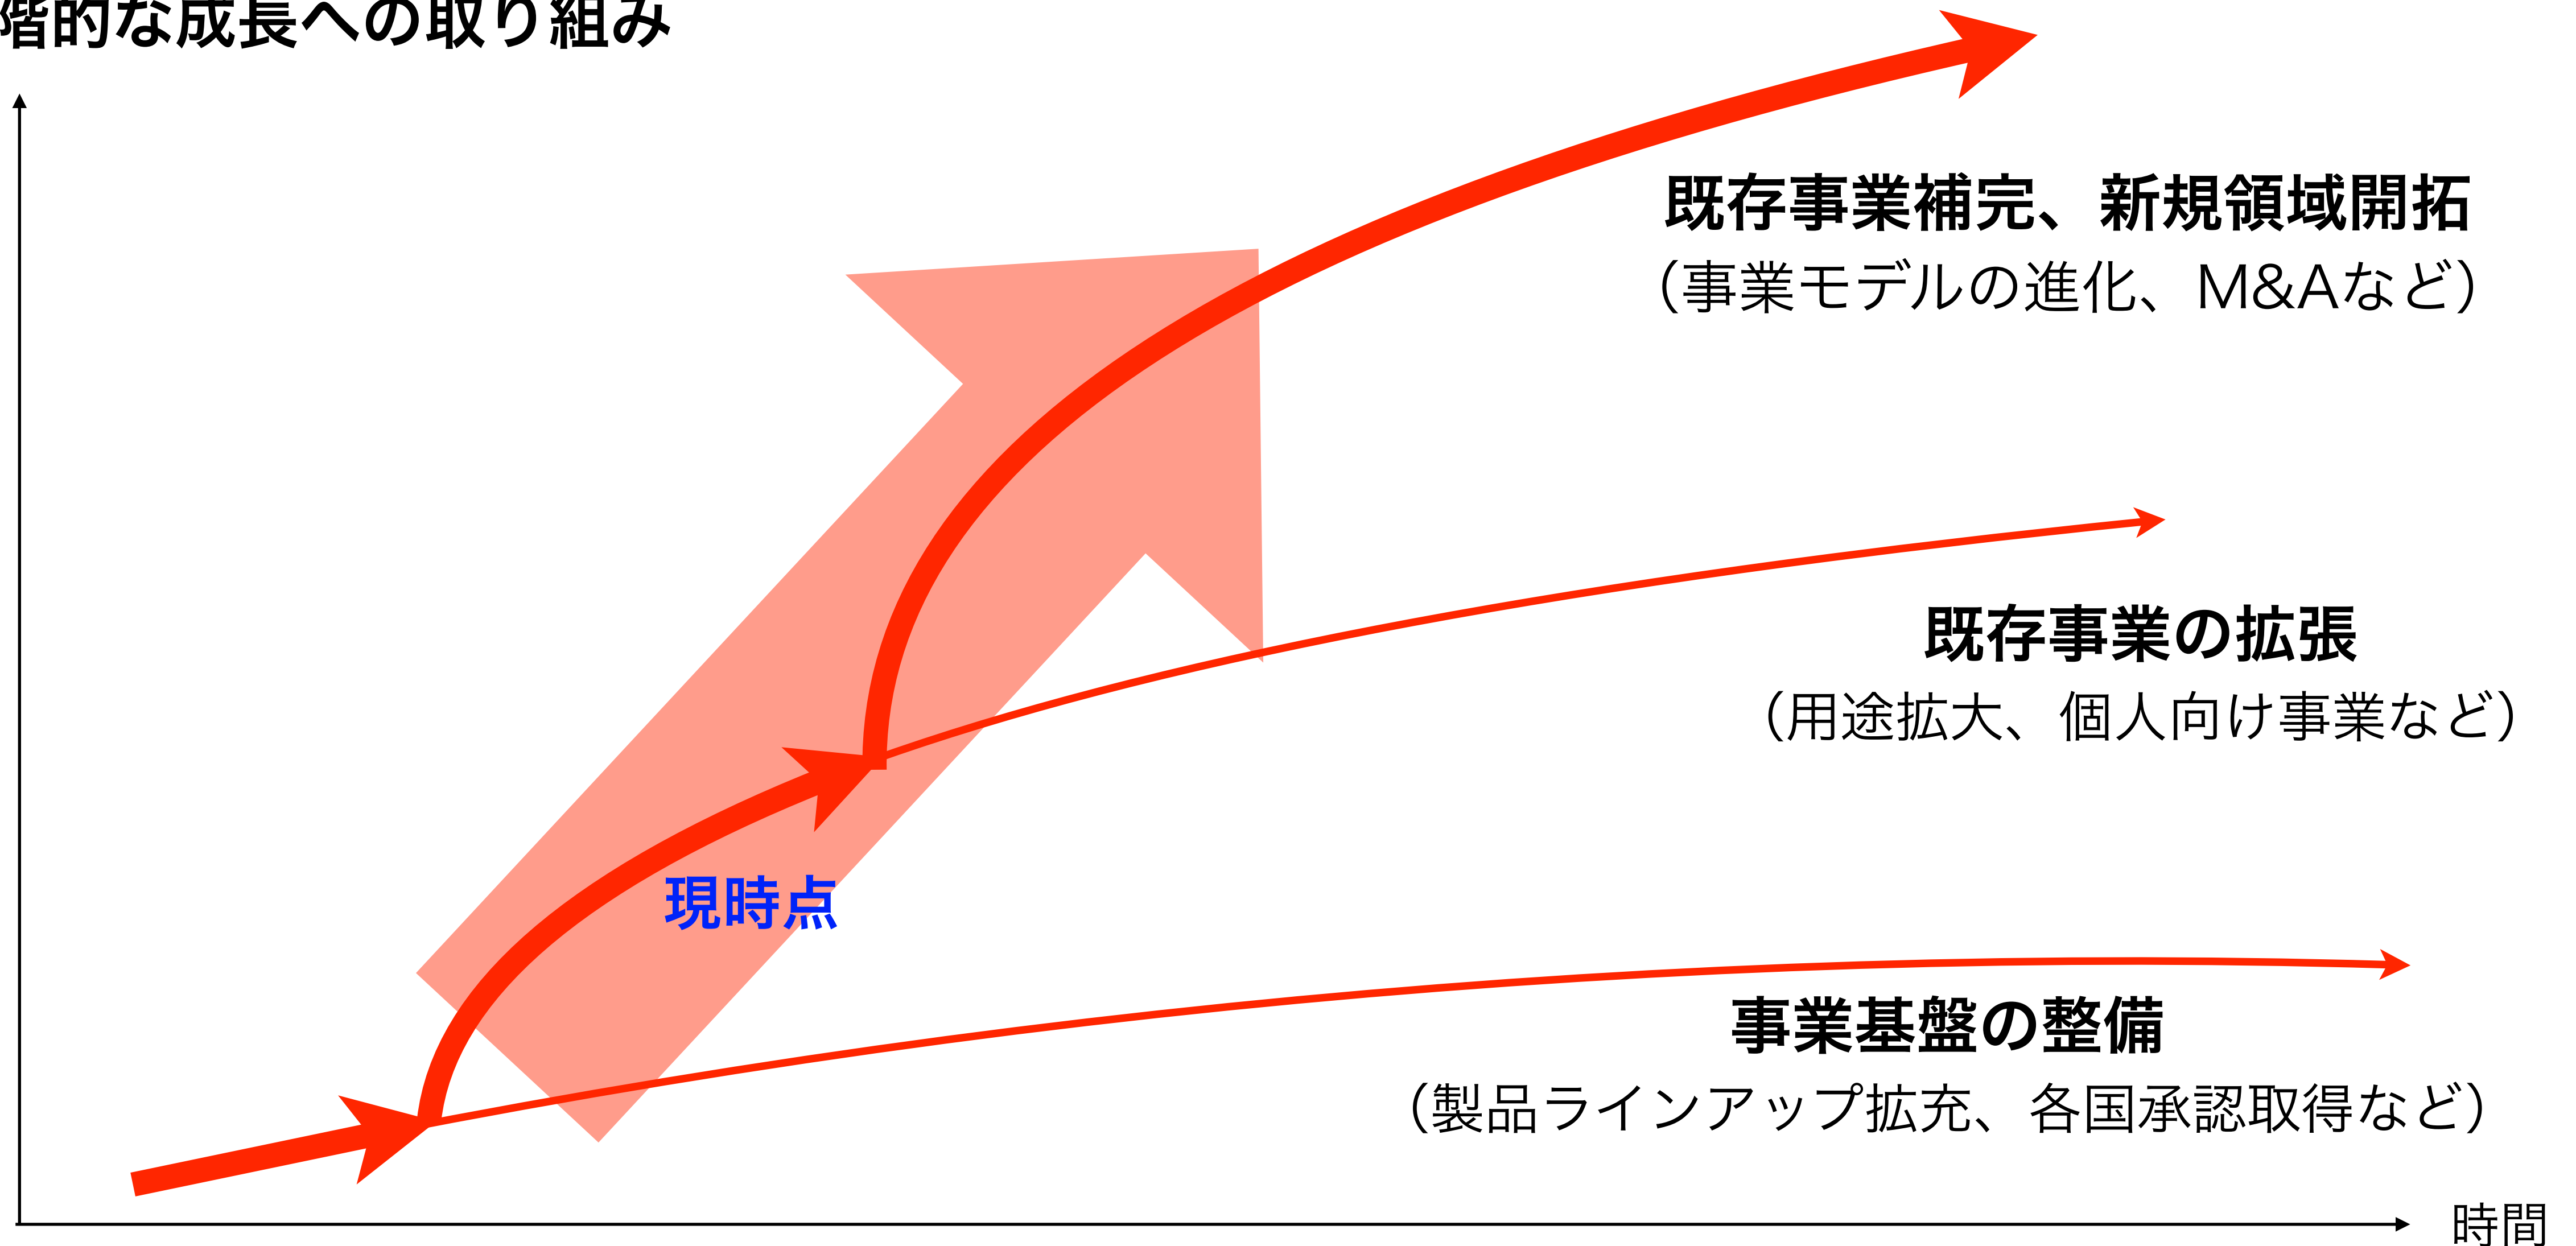 階的な成長への取り組み
既存事業補完、新規領域開拓
（事業モデルの進化、M&Aなど）
既存事業の拡張
（用途拡大、個人向け事業など）
現時点
事業基盤の整備
（製品ラインアップ拡充、各国承認取得など）
時間